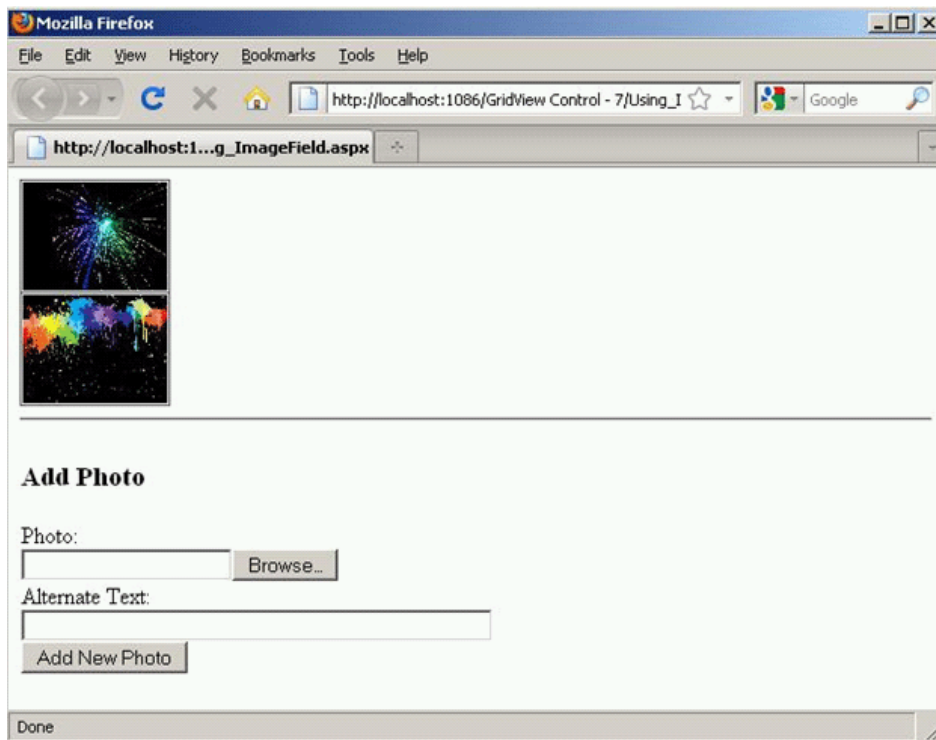 Mozilla Firefox
File Edit View History Bookmarks Tools Help
http://localhost:1086/GridView Control - 7/Using_I
Google
http://localhost:1...g_ImageField.aspx
Add Photo
Photo:
Browse...
Alternate Text:
Add New Photo
Done